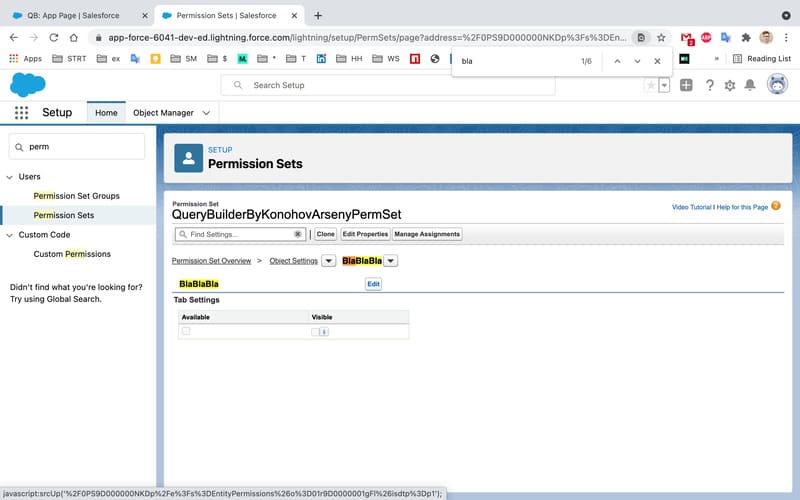 QB: App Page | Salesforce
Permission Sets | Salesforce
app-force-6041-dev-ed.lightning.force.com/lightning/setup/PermSets/page?address=%2F0PS9D000000NKDp%3Fs%3DEn...
2
ABP
Apps
STRT
ex
SM
$
M.
*
T
HH
WS
bla
1/6
»
Reading List
Search Setup
Setup
Home
Object Manager
perm
Users
Permission Set Groups
Permission Sets
Custom Code
Custom Permissions
Didn't find what you're looking for?
Try using Global Search.
SETUP
Permission Sets
Permission Set
QueryBuilderByKonohovArsenyPermSet
Video Tutorial | Help for this Page
Find Settings...
|
Clone
Edit Properties
Manage Assignments
Permission Set Overview > Object Settings BlaBlaBla
BlaBlaBla
Edit
Tab Settings
Available
Visible
i
javascript:srcUp('%2F0PS9D000000NKDp%2Fe%3Fs%3DEntityPermissions%26o%3D01r9D0000001gFl%26isdtp%3Dp1');